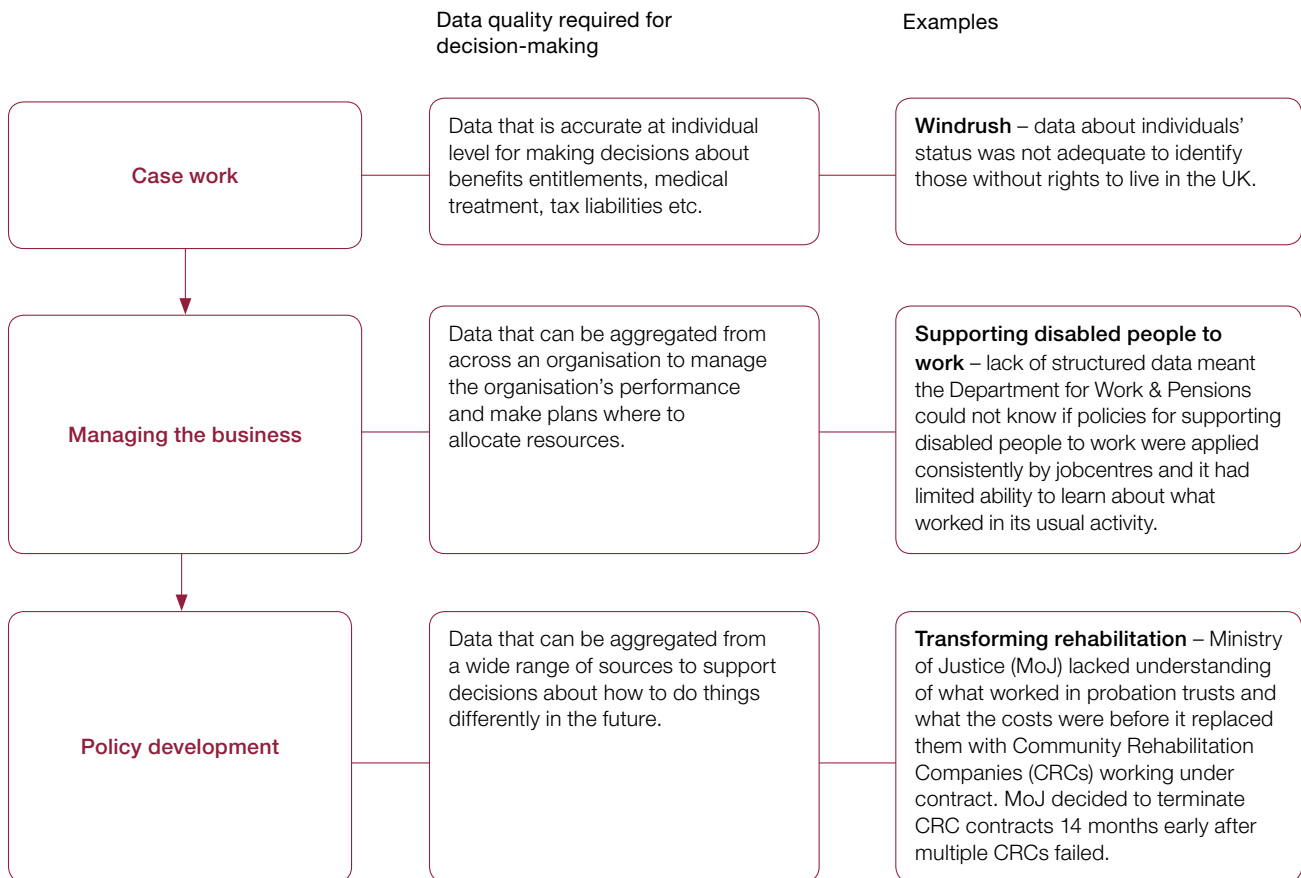 Data quality required for
decision-making
Examples
Case work
Data that is accurate at individual
level for making decisions about
benefits entitlements, medical
treatment, tax liabilities etc.
Windrush – data about individuals’
status was not adequate to identify
those without rights to live in the UK.
Managing the business
Data that can be aggregated from
across an organisation to manage
the organisation’s performance
and make plans where to
allocate resources.
Supporting disabled people to
work – lack of structured data meant
the Department for Work & Pensions
could not know if policies for supporting
disabled people to work were applied
consistently by jobcentres and it had
limited ability to learn about what
worked in its usual activity.
Policy development
Data that can be aggregated from
a wide range of sources to support
decisions about how to do things
differently in the future.
Transforming rehabilitation – Ministry
of Justice (MoJ) lacked understanding
of what worked in probation trusts and
what the costs were before it replaced
them with Community Rehabilitation
Companies (CRCs) working under
contract. MoJ decided to terminate
CRC contracts 14 months early after
multiple CRCs failed.